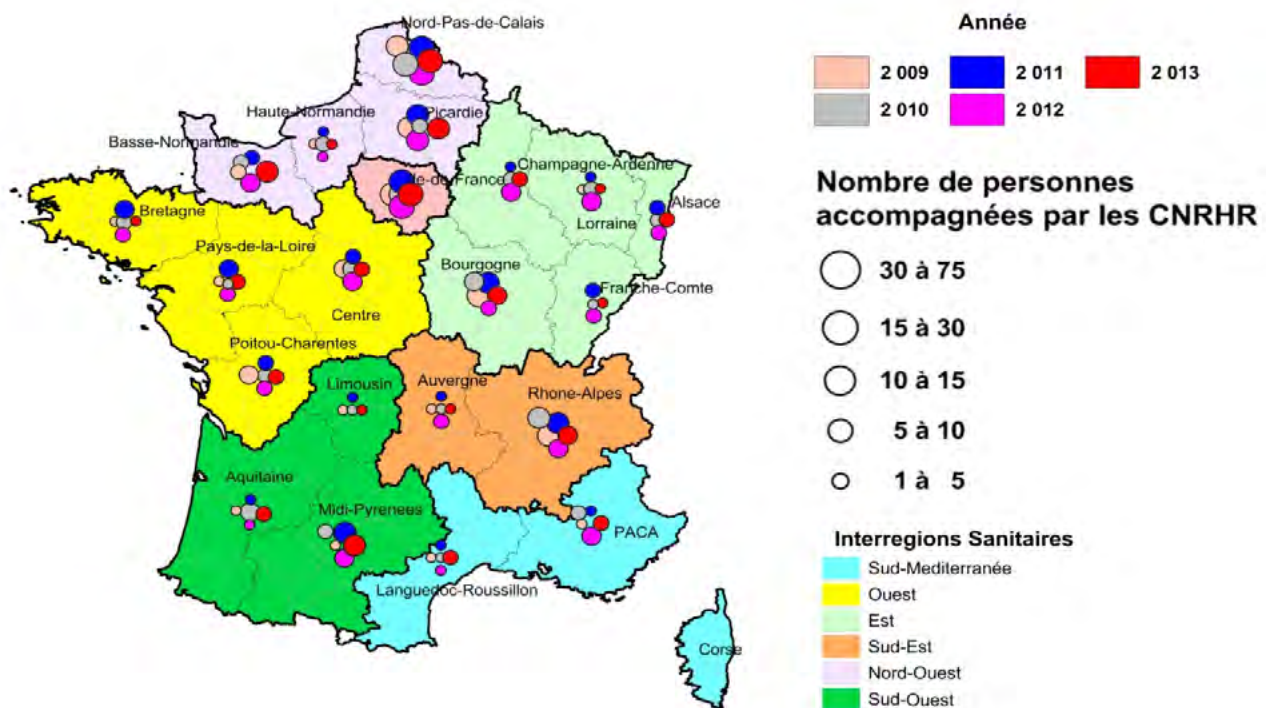 Nord-Pas-de-Calais
Haute-Normandie
Picardie
Basse-Normandie
Ile-de-France
Champagne-Ardenne
Lorraine
Alsace
Bretagne
Pays-de-la-Loire
Centre
Bourgogne
Franche-Comte
Poitou-Charentes
Limousin
Auvergne
Rhone-Alpes
Aquitaine
Midi-Pyrenees
PACA
Languedoc-Roussillon
Corse
Année
2 009
2 011
2 013
2 010
2 012
Nombre de personnes
accompagnées par les CNRHR
30 à 75
15 à 30
10 à 15
5 à 10
1 à 5
Interregions Sanitaires
Sud-Mediterranée
Ouest
Est
Sud-Est
Nord-Ouest
Sud-Ouest